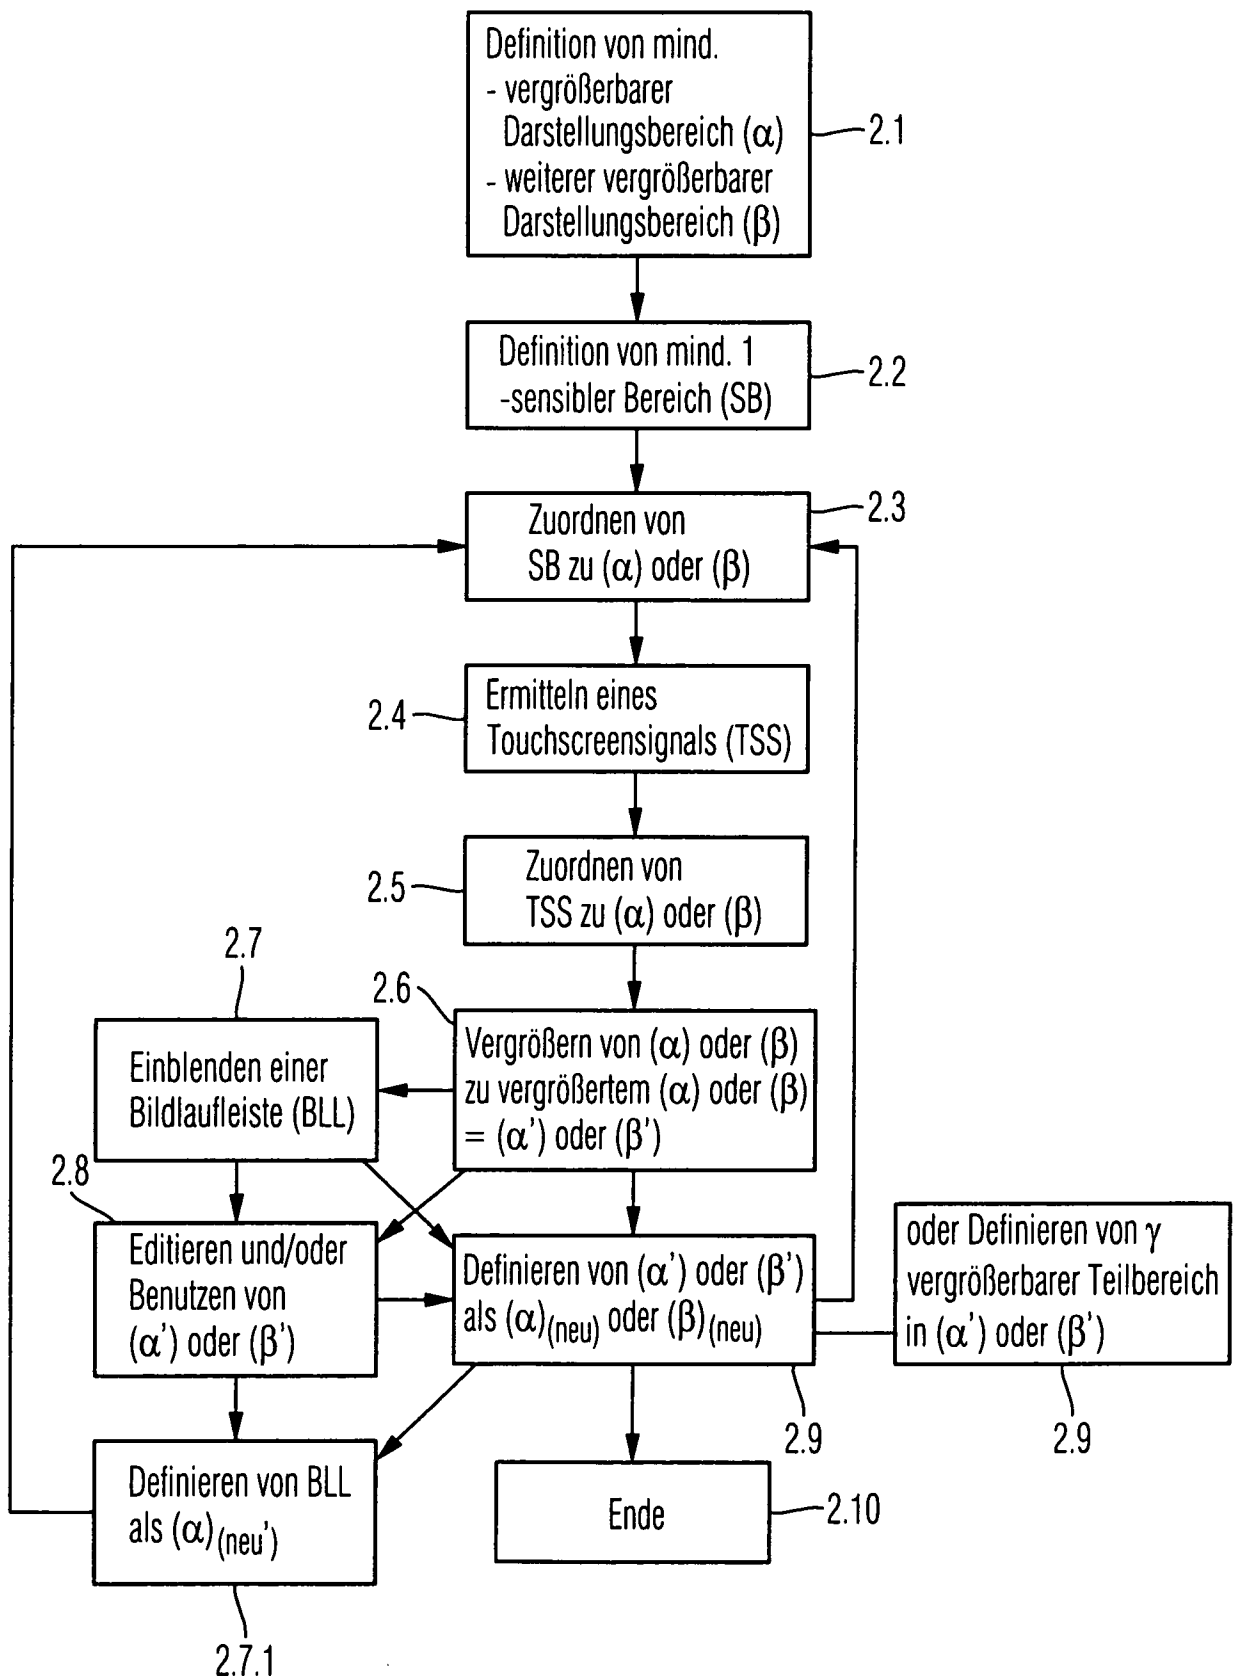 Definition von mind.
- vergrößerbarer
Darstellungsbereich (α)
- weiterer vergrößerbarer
Darstellungsbereich (β)
2.1
Definition von mind. 1
-sensibler Bereich (SB)
2.2
Zuordnen von
SB zu (α) oder (β)
2.3
Ermitteln eines
Touchscreensignals (TSS)
2.4
Zuordnen von
TSS zu (α) oder (β)
2.5
2.6
Vergrößern von (α) oder (β)
zu vergrößertem (α) oder (β)
= (α') oder (β')
2.7
Einblenden einer
Bildlaufleiste (BLL)
2.8
Editieren und/oder
Benutzen von
(α') oder (β')
Definieren von (α') oder (β')
als (α)(neu) oder (β)(neu)
2.9
oder Definieren von γ
vergrößerbarer Teilbereich
in (α') oder (β')
2.9
Definieren von BLL
als (α)(neu')
2.7.1
Ende
2.10